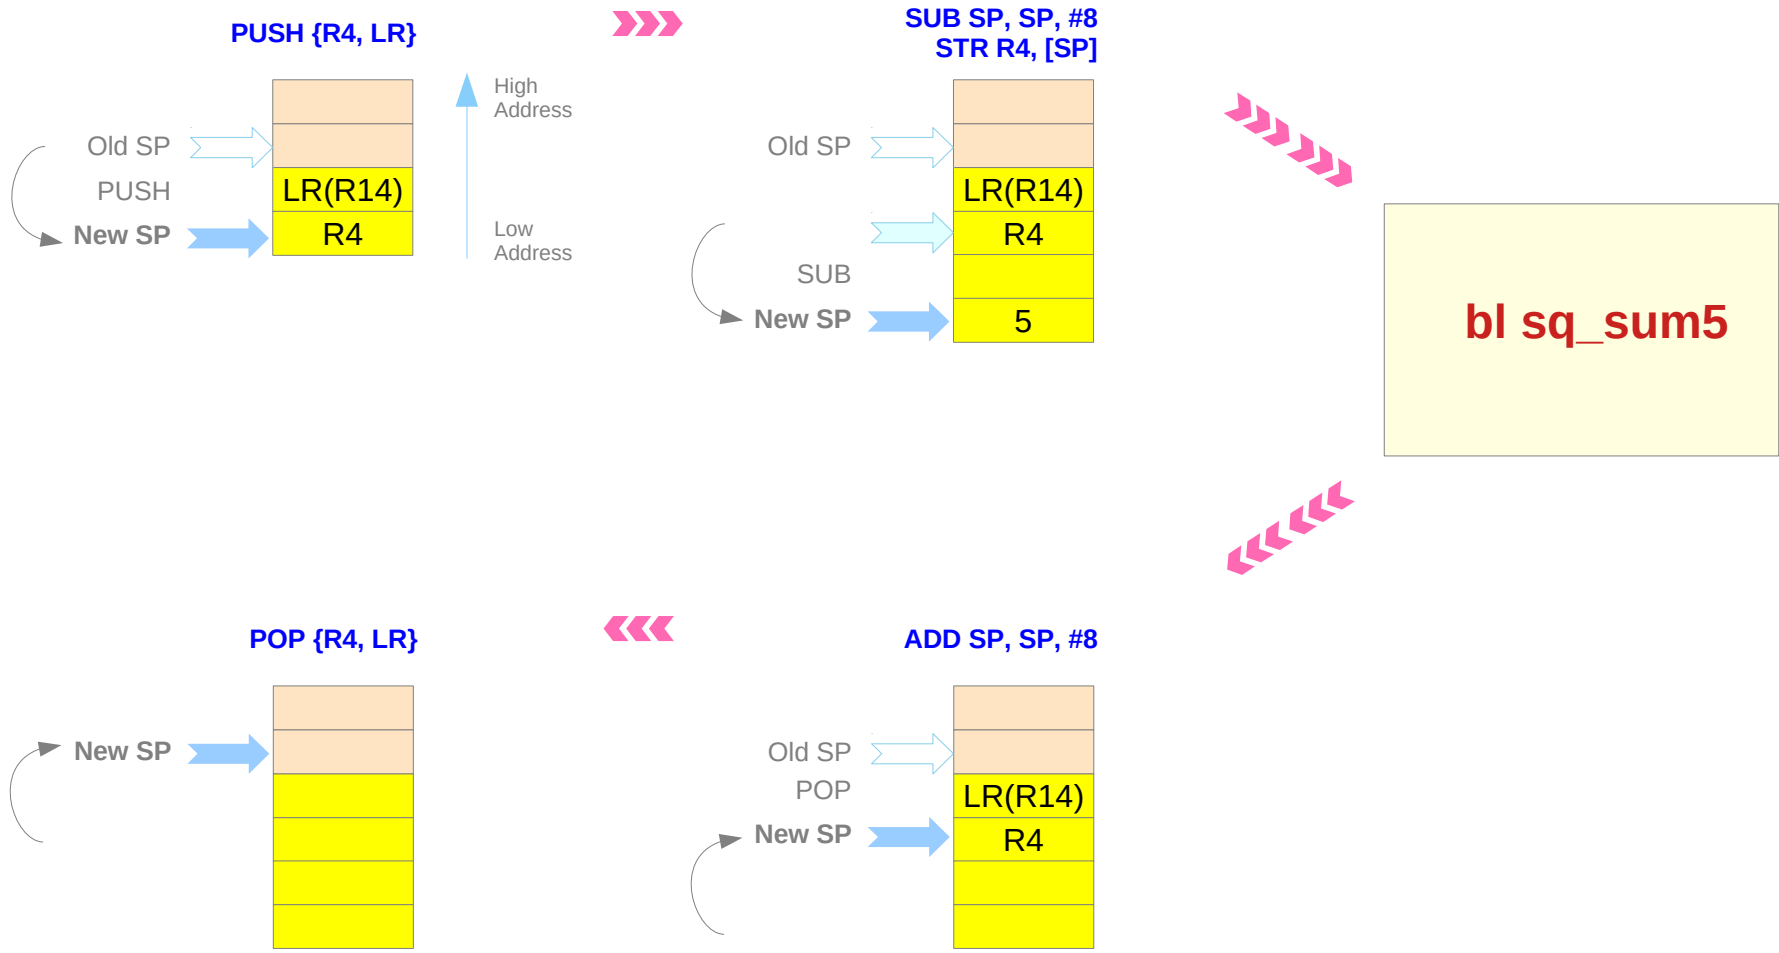 PUSH {R4, LR}
High
Address
Old SP
PUSH
LR(R14)
New SP
R4
Low
Address
SUB SP, SP, #8
STR R4, [SP]
Old SP
LR(R14)
R4
SUB
New SP
5
bl sq_sum5
POP {R4, LR}
New SP
ADD SP, SP, #8
Old SP
POP
LR(R14)
New SP
R4